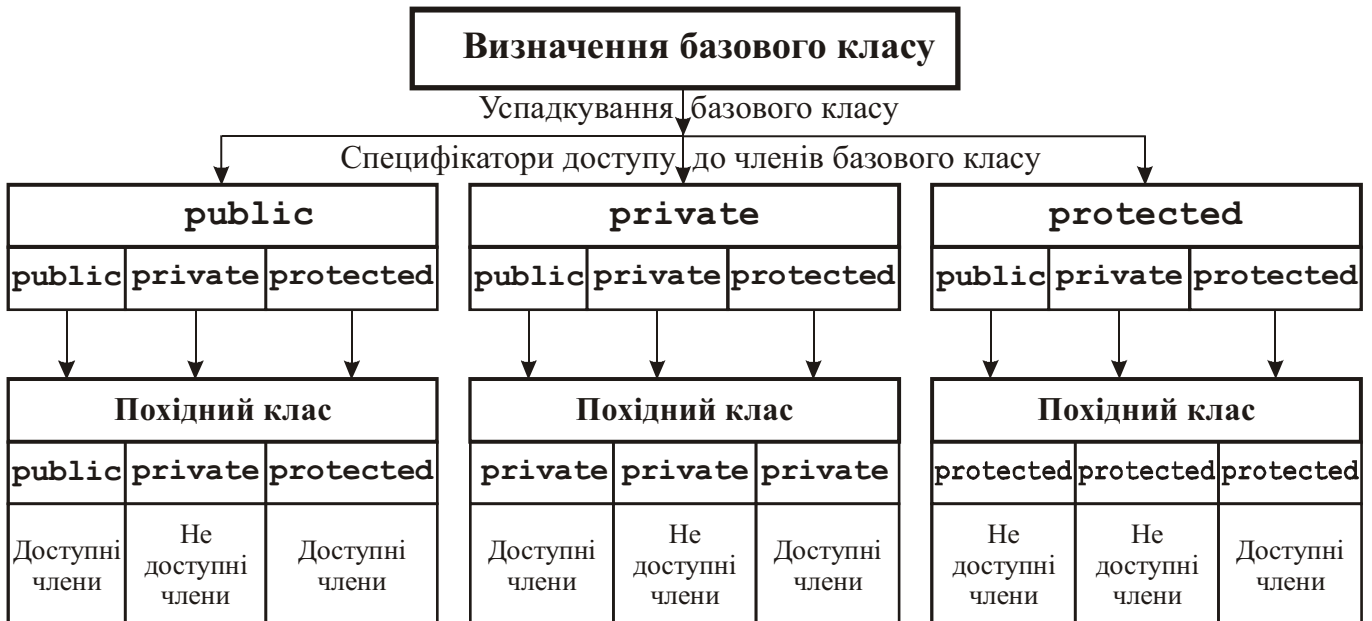 Визначення базового класу
Успадкування базового класу
Специфікатори доступу до членів базового класу
public private protected
public private protected public private protected public private protected
Похідний клас Похідний клас Похідний клас
public private protected private private private protected protected protected
Доступні члени Не доступні члени Доступні члени Доступні члени Не доступні члени Доступні члени Не доступні члени Не доступні члени Доступні члени